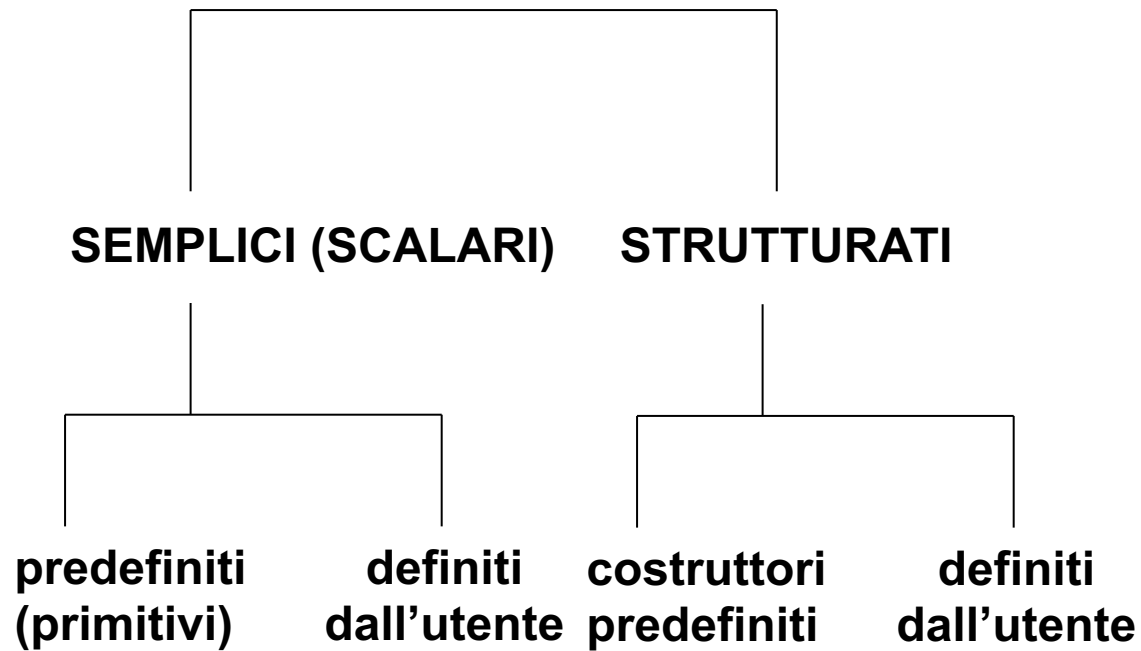 SEMPLICI (SCALARI) STRUTTURATI
predefiniti
(primitivi)
definiti
dall’utente
costruttori
predefiniti
definiti
dall’utente